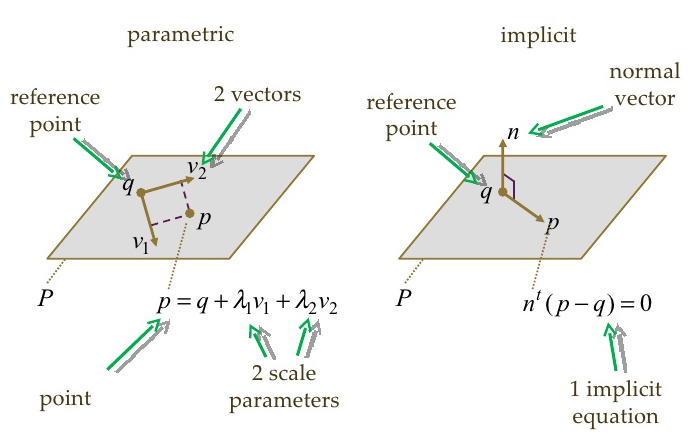 parametric
reference
point
2 vectors
q
v₂
v₁
p
P
p = q + λ₁v₁ + λ₂v₂
point
2 scale
parameters
implicit
reference
point
normal
vector
n
q
p
P
nᵗ(p − q) = 0
1 implicit
equation